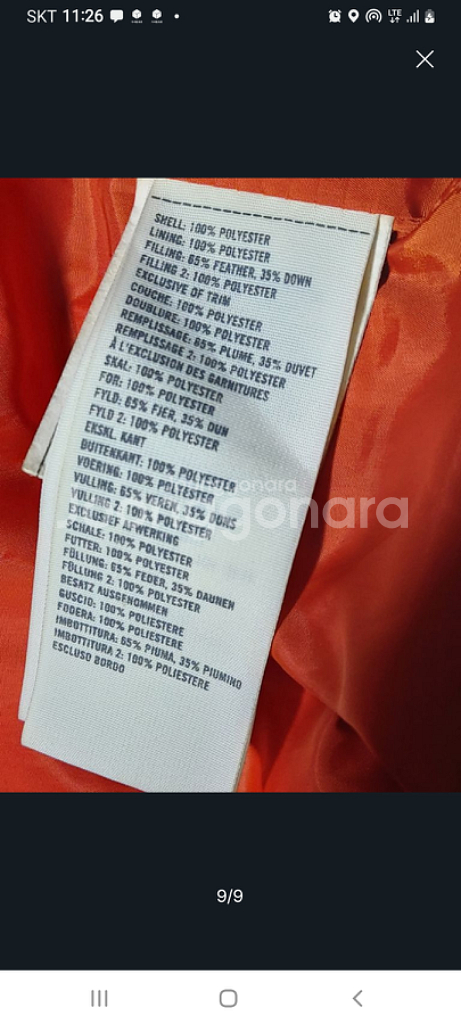 SKT 11:26
LTE
SHELL: 100% POLYESTER
LINING: 100% POLYESTER
FILLING: 65% FEATHER, 35% DOWN
FILLING 2: 100% POLYESTER
EXCLUSIVE OF TRIM
COUCHE: 100% POLYESTER
DOUBLURE: 100% POLYESTER
REMPLISSAGE: 65% PLUME, 35% DUVET
REMPLISSAGE 2: 100% POLYESTER
À L'EXCLUSION DES GARNITURES
SKAL: 100% POLYESTER
FOR: 100% POLYESTER
FYLD: 65% FJER, 35% DUN
FYLD 2: 100% POLYESTER
EKSKL. KANT
BUITENKANT: 100% POLYESTER
VOERING: 100% POLYESTER
VULLING: 65% VEREN, 35% DONS
VULLING 2: 100% POLYESTER
EXCLUSIEF AFWERKING
SCHALE: 100% POLYESTER
FUTTER: 100% POLYESTER
FÜLLUNG: 65% FEDER, 35% DAUNEN
FÜLLUNG 2: 100% POLYESTER
BESATZ AUSGENOMMEN
GUSCIO: 100% POLIESTERE
FODERA: 100% POLIESTERE
IMBOTTITURA: 65% PIUMA, 35% PIUMINO
IMBOTTITURA 2: 100% POLIESTERE
ESCLUSO BORDO
9/9